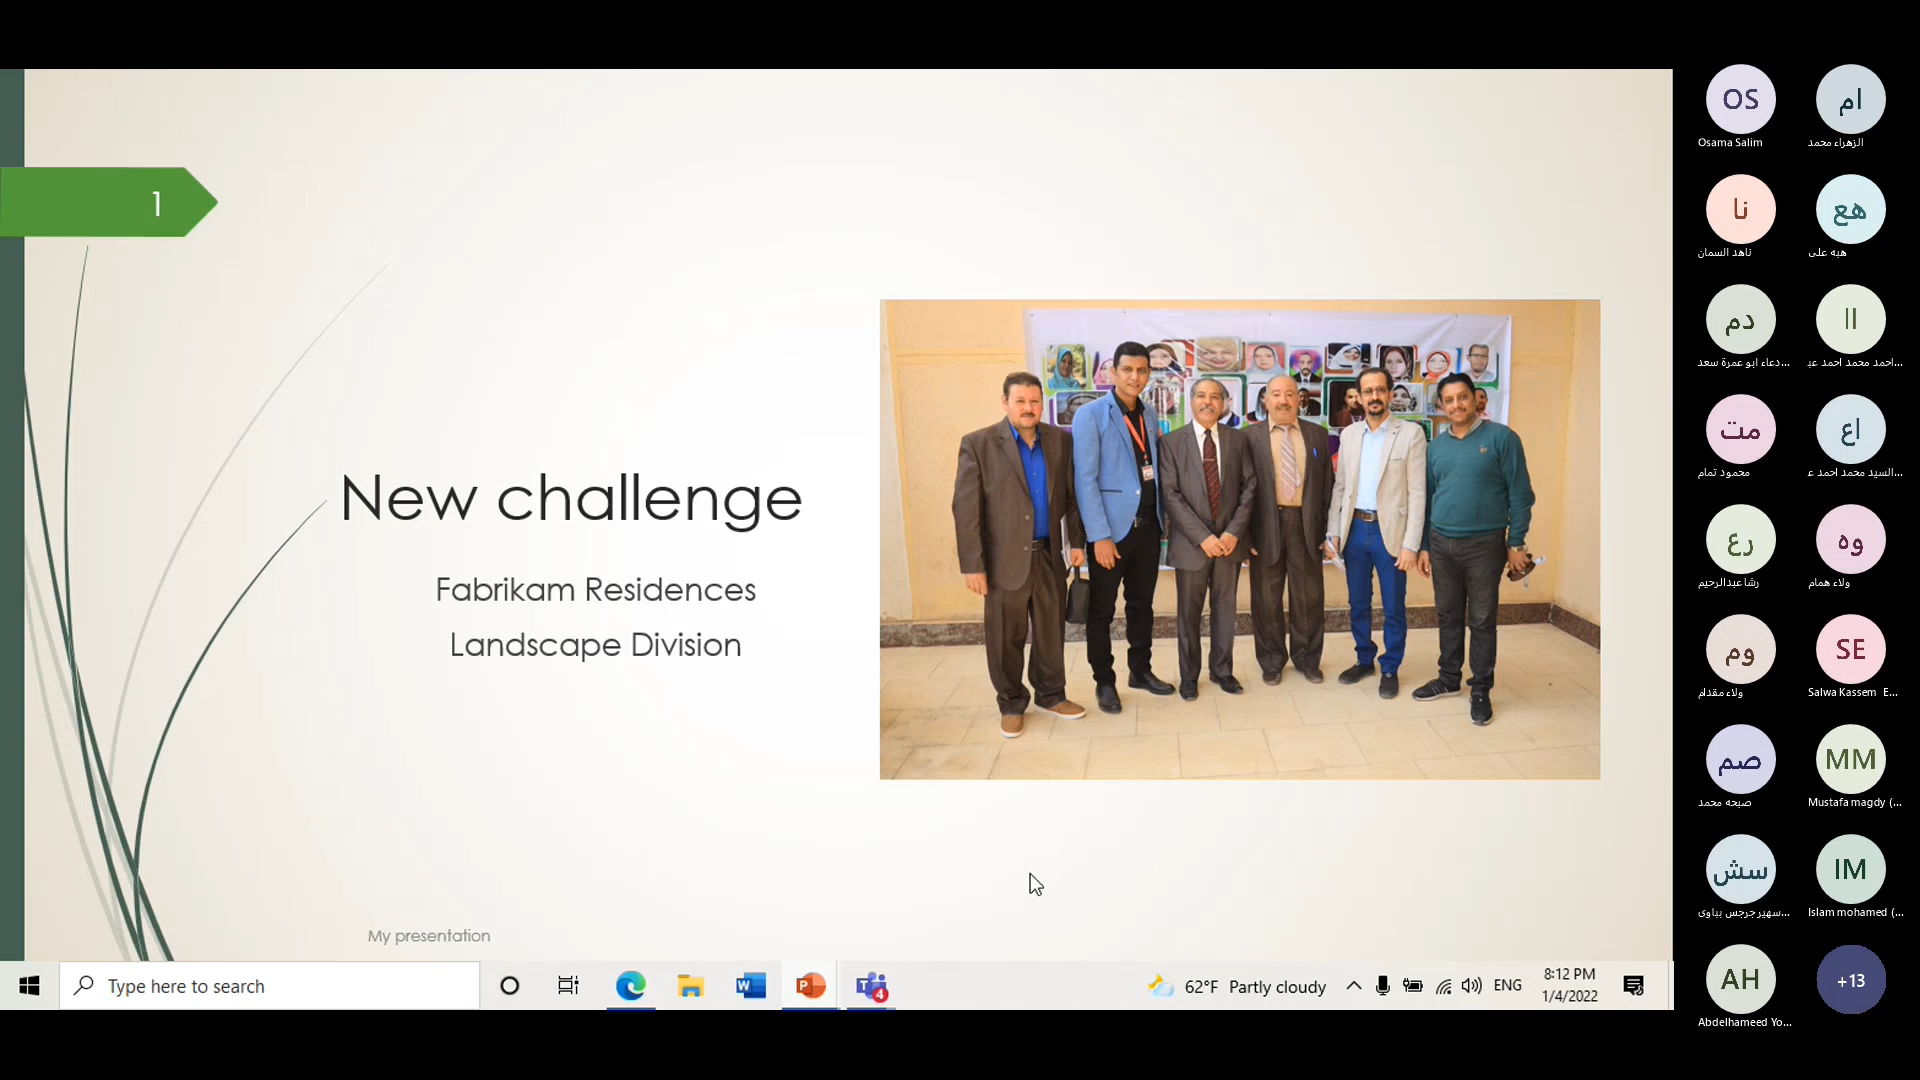 1
New challenge
Fabrikam Residences
Landscape Division
My presentation
Type here to search
4
62°F Partly cloudy
ENG
8:12 PM
1/4/2022
OS
Osama Salim
ام
الزهراء محمد
نا
ناهد السمان
هع
هبه على
دم
دعاء ابو عمرة سعد...
اا
احمد محمد احمد عبد...
مت
محمود تمام
اع
السيد محمد احمد ع...
رع
رشا عبدالرحيم
وه
ولاء همام
وم
ولاء مقدام
SE
Salwa Kassem E...
صم
صبحه محمد
MM
Mustafa magdy (...
سش
سهير جرجس بباوى...
IM
Islam mohamed (...
AH
Abdelhameed Yo...
+13